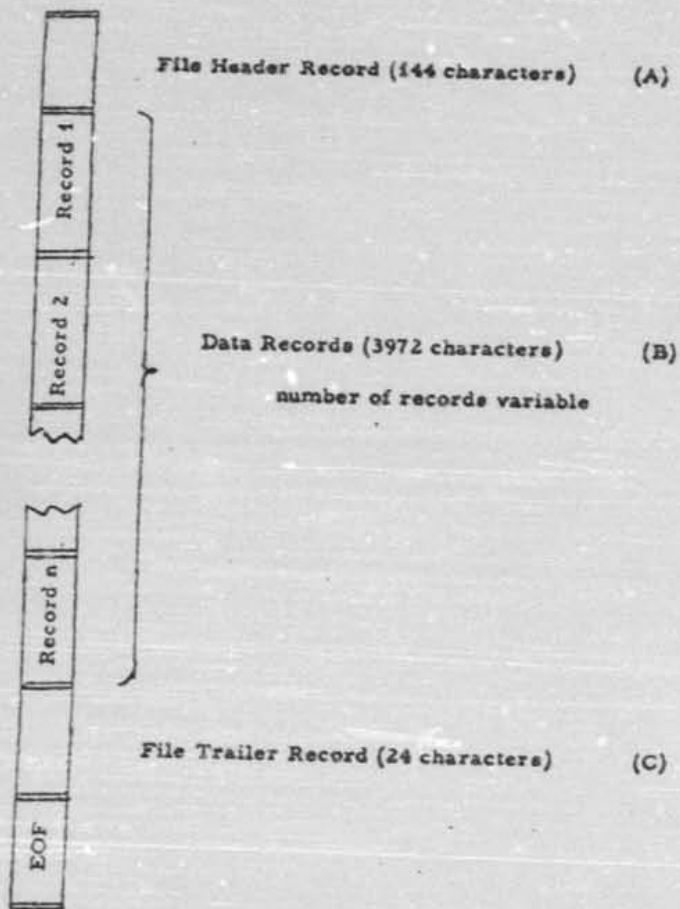 File Header Record (144 characters) (A)
Record 1
Record 2
Data Records (3972 characters) (B)
number of records variable
Record n
File Trailer Record (24 characters) (C)
EOF